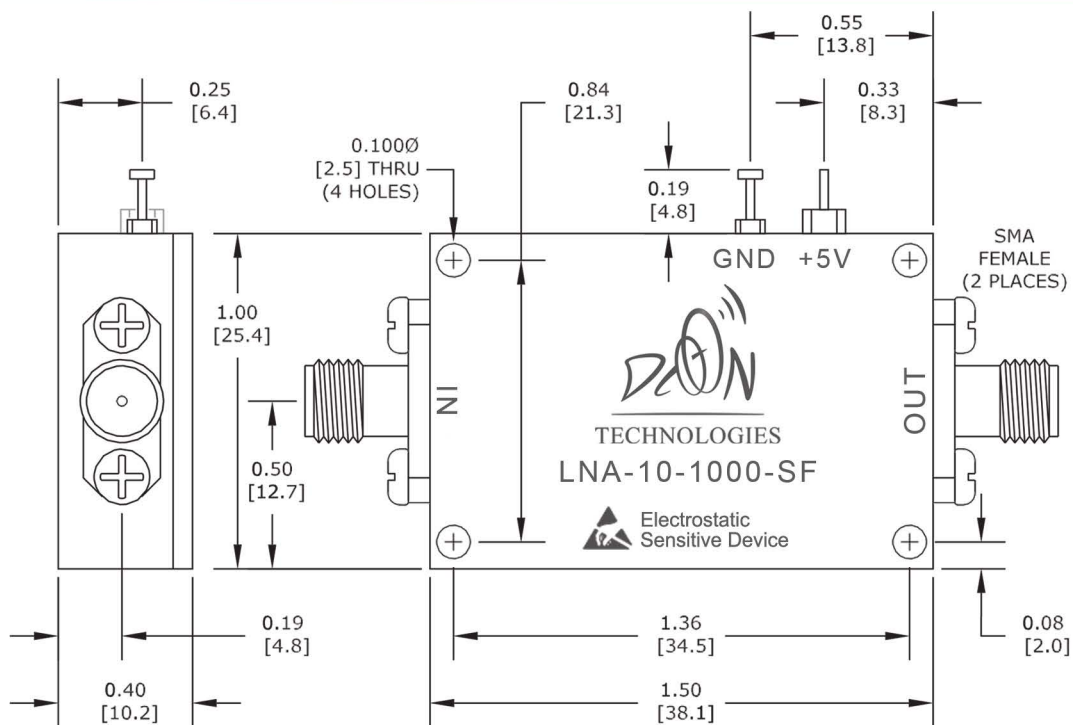 0.55
[13.8]
0.25
[6.4]
0.84
[21.3]
0.33
[8.3]
0.100Ø
[2.5] THRU
(4 HOLES)
0.19
[4.8]
SMA
FEMALE
(2 PLACES)
GND +5V
1.00
[25.4]
IN
DCON
TECHNOLOGIES
OUT
LNA-10-1000-SF
0.50
[12.7]
Electrostatic
Sensitive Device
0.19
[4.8]
1.36
[34.5]
0.08
[2.0]
0.40
[10.2]
1.50
[38.1]